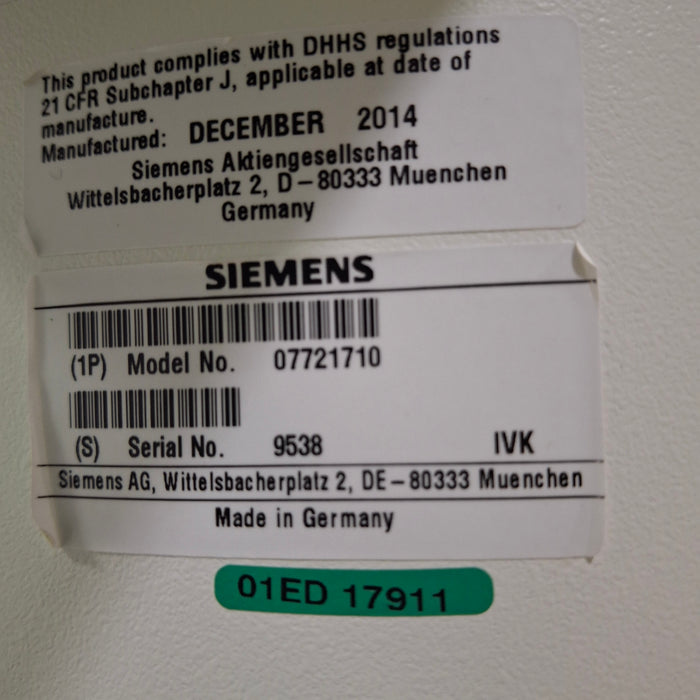 This product complies with DHHS regulations
21 CFR Subchapter J, applicable at date of
manufacture.
Manufactured: DECEMBER 2014
Siemens Aktiengesellschaft
Wittelsbacherplatz 2, D-80333 Muenchen
Germany
SIEMENS
(1P) Model No. 07721710
(S) Serial No. 9538 IVK
Siemens AG, Wittelsbacherplatz 2, DE-80333 Muenchen
Made in Germany
01ED 17911